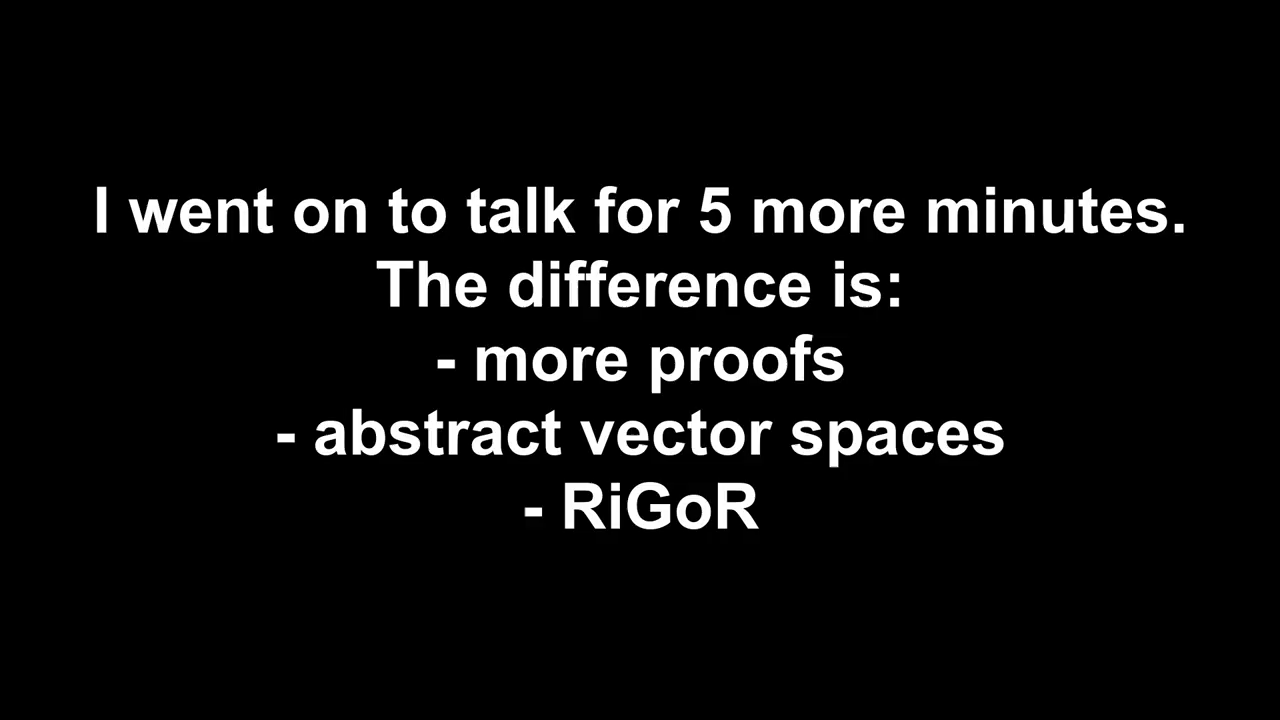 I went on to talk for 5 more minutes.
The difference is:
- more proofs
- abstract vector spaces
- RiGoR